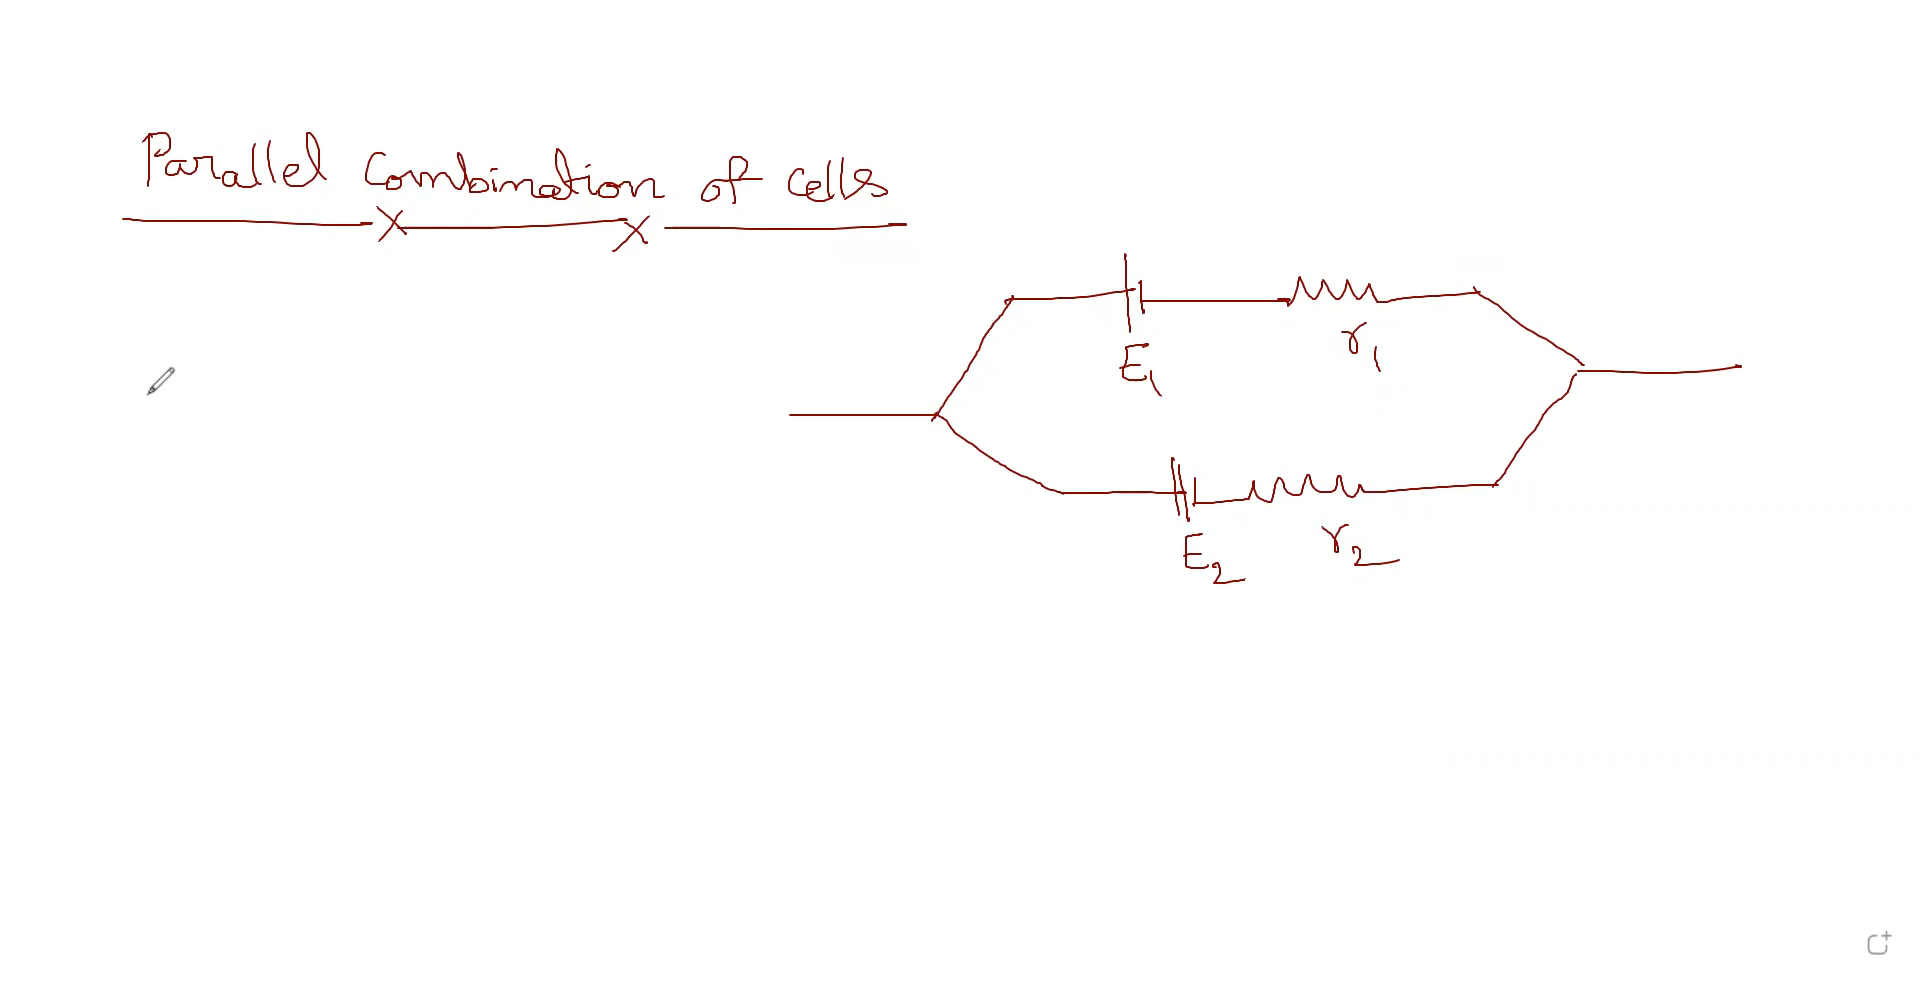 Parallel Combination of cells
E1
r1
E2
r2